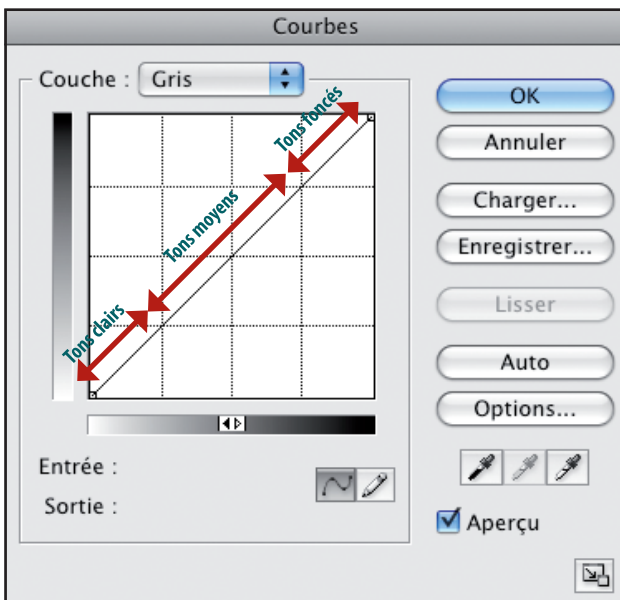 Courbes
Couche : Gris
Tons foncés
Tons moyens
Tons clairs
Entrée :
Sortie :
OK
Annuler
Charger...
Enregistrer...
Lisser
Auto
Options...
Aperçu